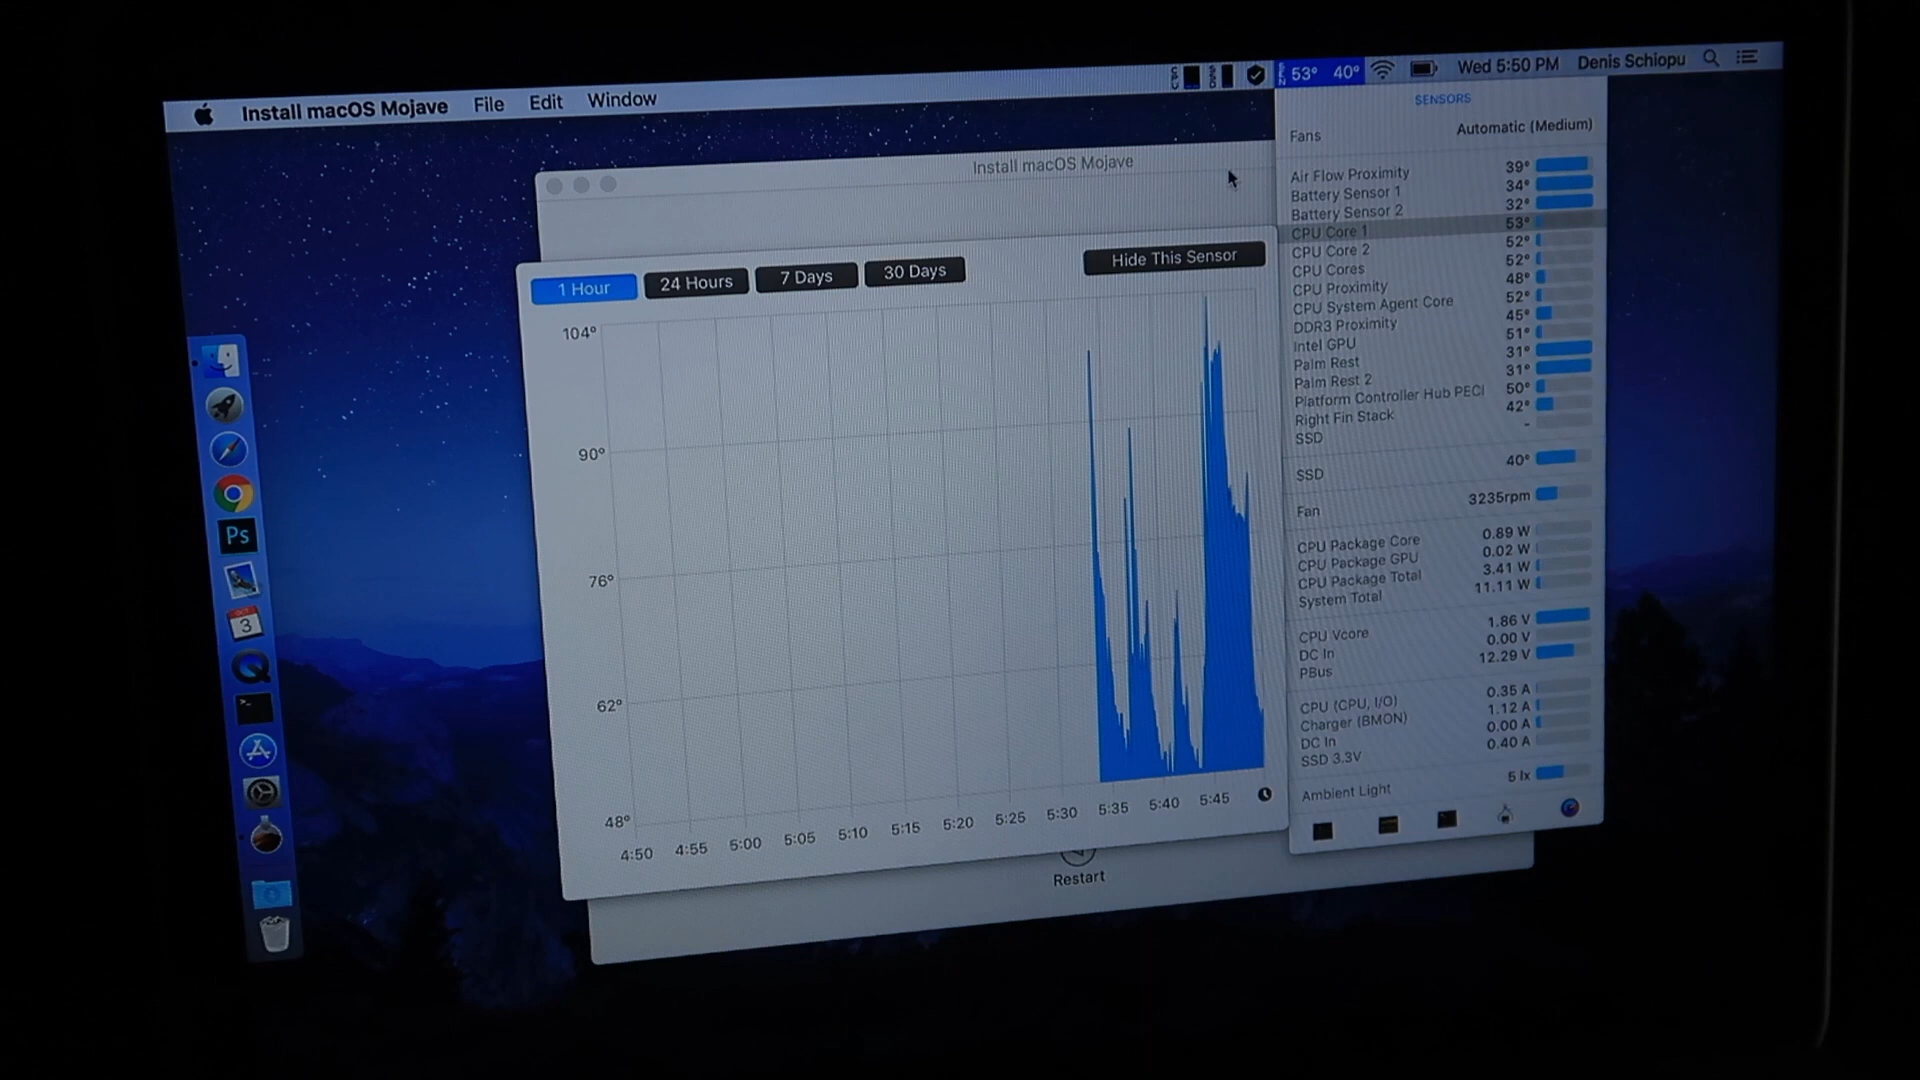 Install macOS Mojave File Edit Window
53° 40° Wed 5:50 PM Denis Schiopu
Install macOS Mojave
1 Hour 24 Hours 7 Days 30 Days Hide This Sensor
104°
90°
76°
62°
48°
4:50 4:55 5:00 5:05 5:10 5:15 5:20 5:25 5:30 5:35 5:40 5:45
Restart
SENSORS
Fans Automatic (Medium)
Air Flow Proximity 39°
Battery Sensor 1 34°
Battery Sensor 2 32°
CPU Core 1 53°
CPU Core 2 52°
CPU Cores 52°
CPU Proximity 48°
CPU System Agent Core 52°
DDR3 Proximity 45°
Intel GPU 51°
Palm Rest 31°
Palm Rest 2 31°
Platform Controller Hub PECI 50°
Right Fin Stack 42°
SSD -
SSD 40°
Fan 3235rpm
CPU Package Core 0.89 W
CPU Package GPU 0.02 W
CPU Package Total 3.41 W
System Total 11.11 W
CPU Vcore 1.86 V
DC In 0.00 V
PBus 12.29 V
CPU (CPU, I/O) 0.35 A
Charger (BMON) 1.12 A
DC In 0.00 A
SSD 3.3V 0.40 A
Ambient Light 5 lx
Ps
OCT
3